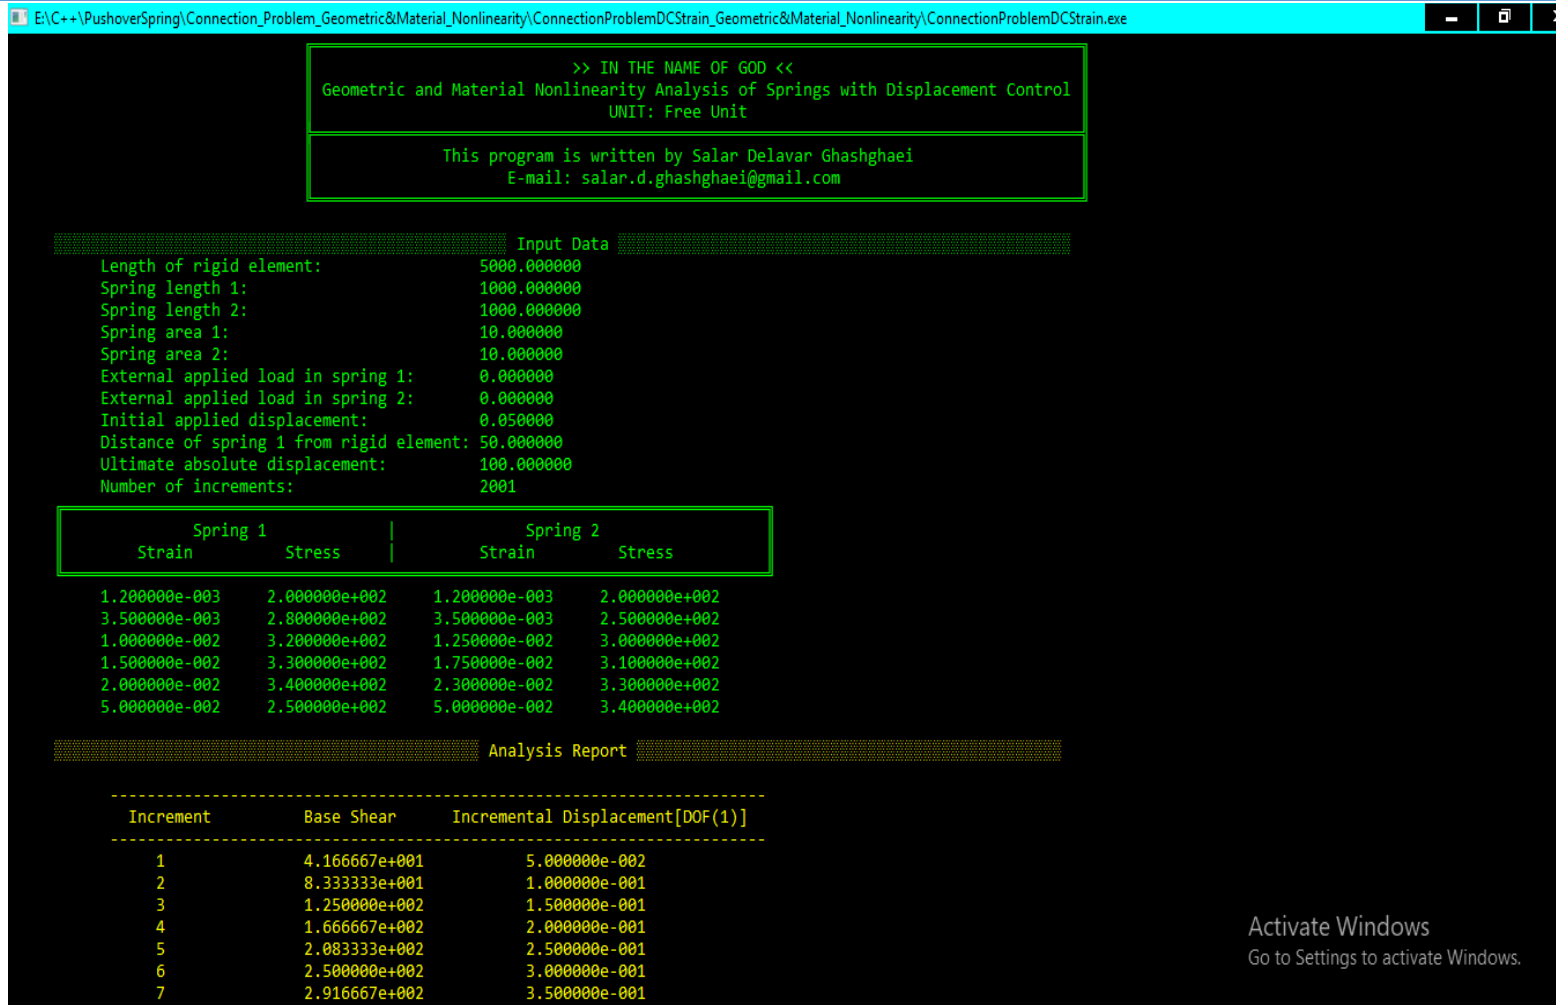 E:\C++\PushoverSpring\Connection_Problem_Geometric&Material_Nonlinearity\ConnectionProblemDCStrain_Geometric&Material_Nonlinearity\ConnectionProblemDCStrain.exe
>> IN THE NAME OF GOD <<
Geometric and Material Nonlinearity Analysis of Springs with Displacement Control
UNIT: Free Unit
This program is written by Salar Delavar Ghashghaei
E-mail: salar.d.ghashghaei@gmail.com
Input Data
Length of rigid element: 5000.000000
Spring length 1: 1000.000000
Spring length 2: 1000.000000
Spring area 1: 10.000000
Spring area 2: 10.000000
External applied load in spring 1: 0.000000
External applied load in spring 2: 0.000000
Initial applied displacement: 0.050000
Distance of spring 1 from rigid element: 50.000000
Ultimate absolute displacement: 100.000000
Number of increments: 2001
Spring 1 | Spring 2
Strain Stress | Strain Stress
1.200000e-003 2.000000e+002 1.200000e-003 2.000000e+002
3.500000e-003 2.800000e+002 3.500000e-003 2.500000e+002
1.000000e-002 3.200000e+002 1.250000e-002 3.000000e+002
1.500000e-002 3.300000e+002 1.750000e-002 3.100000e+002
2.000000e-002 3.400000e+002 2.300000e-002 3.300000e+002
5.000000e-002 2.500000e+002 5.000000e-002 3.400000e+002
Analysis Report
----------------------------------------------------------------------
Increment Base Shear Incremental Displacement[DOF(1)]
----------------------------------------------------------------------
1 4.166667e+001 5.000000e-002
2 8.333333e+001 1.000000e-001
3 1.250000e+002 1.500000e-001
4 1.666667e+002 2.000000e-001
5 2.083333e+002 2.500000e-001
6 2.500000e+002 3.000000e-001
7 2.916667e+002 3.500000e-001
Activate Windows
Go to Settings to activate Windows.